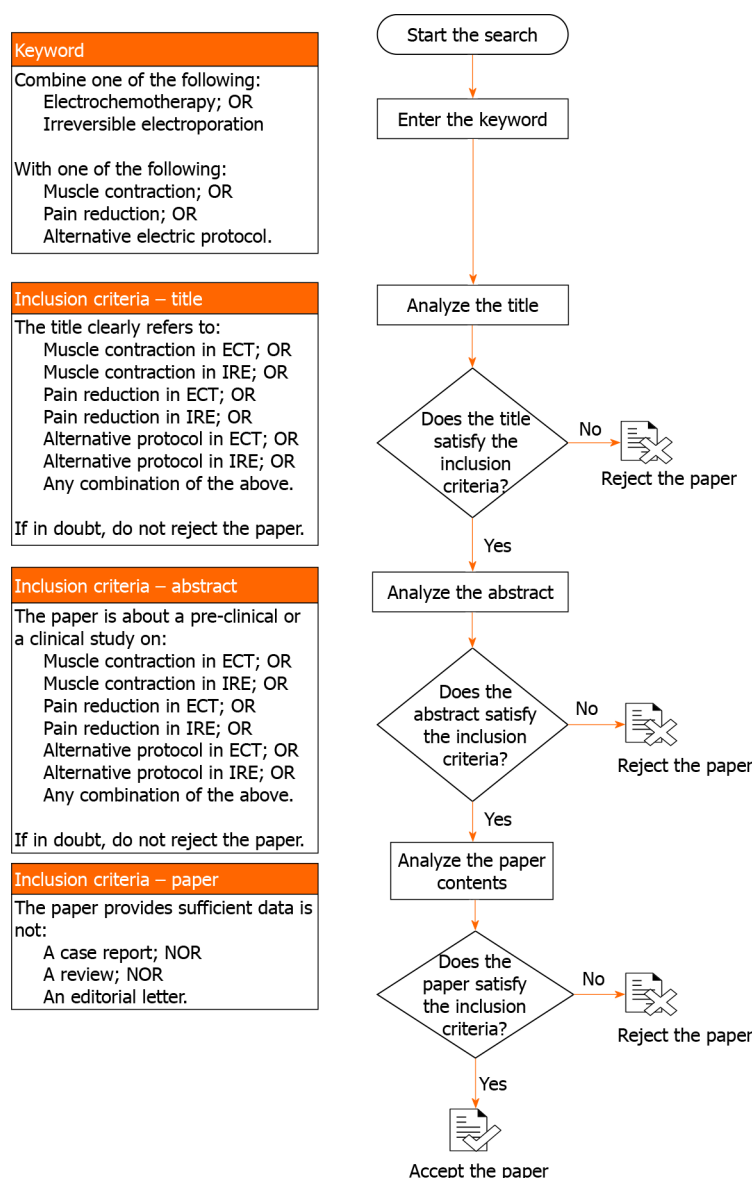 Keyword
Combine one of the following:
Electrochemotherapy; OR
Irreversible electroporation
With one of the following:
Muscle contraction; OR
Pain reduction; OR
Alternative electric protocol.
Inclusion criteria – title
The title clearly refers to:
Muscle contraction in ECT; OR
Muscle contraction in IRE; OR
Pain reduction in ECT; OR
Pain reduction in IRE; OR
Alternative protocol in ECT; OR
Alternative protocol in IRE; OR
Any combination of the above.
If in doubt, do not reject the paper.
Inclusion criteria – abstract
The paper is about a pre-clinical or
a clinical study on:
Muscle contraction in ECT; OR
Muscle contraction in IRE; OR
Pain reduction in ECT; OR
Pain reduction in IRE; OR
Alternative protocol in ECT; OR
Alternative protocol in IRE; OR
Any combination of the above.
If in doubt, do not reject the paper.
Inclusion criteria – paper
The paper provides sufficient data is
not:
A case report; NOR
A review; NOR
An editorial letter.
Start the search
Enter the keyword
Analyze the title
Does the title
satisfy the
inclusion
criteria?
No
Reject the paper
Yes
Analyze the abstract
Does the
abstract satisfy
the inclusion
criteria?
No
Reject the paper
Yes
Analyze the paper
contents
Does the
paper satisfy
the inclusion
criteria?
No
Reject the paper
Yes
Accept the paper